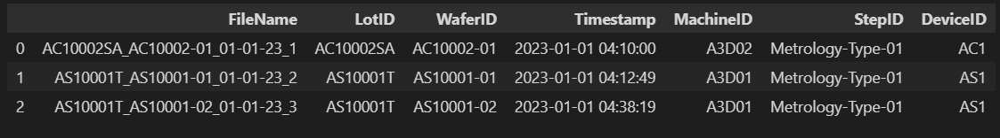 FileName LotID WaferID Timestamp MachineID StepID DeviceID
0 AC10002SA_AC10002-01_01-01-23_1 AC10002SA AC10002-01 2023-01-01 04:10:00 A3D02 Metrology-Type-01 AC1
1 AS10001T_AS10001-01_01-01-23_2 AS10001T AS10001-01 2023-01-01 04:12:49 A3D01 Metrology-Type-01 AS1
2 AS10001T_AS10001-02_01-01-23_3 AS10001T AS10001-02 2023-01-01 04:38:19 A3D01 Metrology-Type-01 AS1